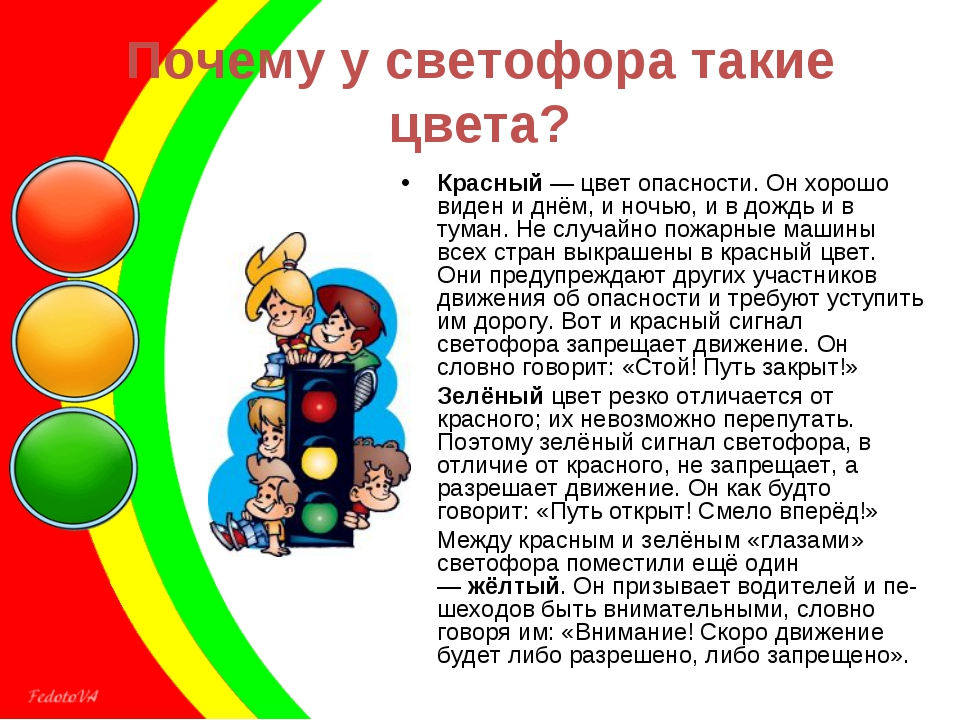 Почему у светофора такие
цвета?
• Красный — цвет опасности. Он хорошо
виден и днём, и ночью, и в дождь и в
туман. Не случайно пожарные машины
всех стран выкрашены в красный цвет.
Они предупреждают других участников
движения об опасности и требуют уступить
им дорогу. Вот и красный сигнал
светофора запрещает движение. Он
словно говорит: «Стой! Путь закрыт!»
Зелёный цвет резко отличается от
красного; их невозможно перепутать.
Поэтому зелёный сигнал светофора, в
отличие от красного, не запрещает, а
разрешает движение. Он как будто
говорит: «Путь открыт! Смело вперёд!»
Между красным и зелёным «глазами»
светофора поместили ещё один
— жёлтый. Он призывает водителей и пе-
шеходов быть внимательными, словно
говоря им: «Внимание! Скоро движение
будет либо разрешено, либо запрещено».
FedotoVA